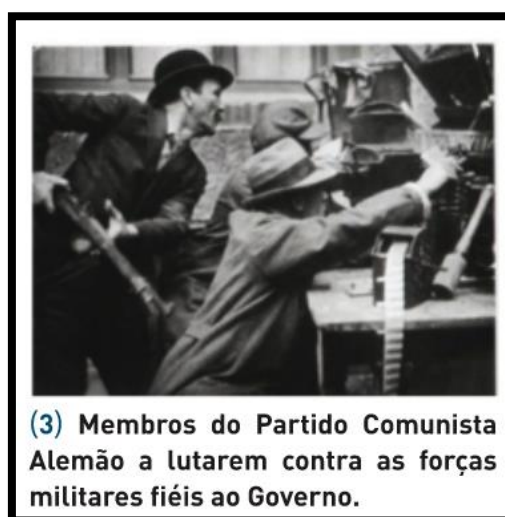 (3) Membros do Partido Comunista
Alemão a lutarem contra as forças
militares fiéis ao Governo.